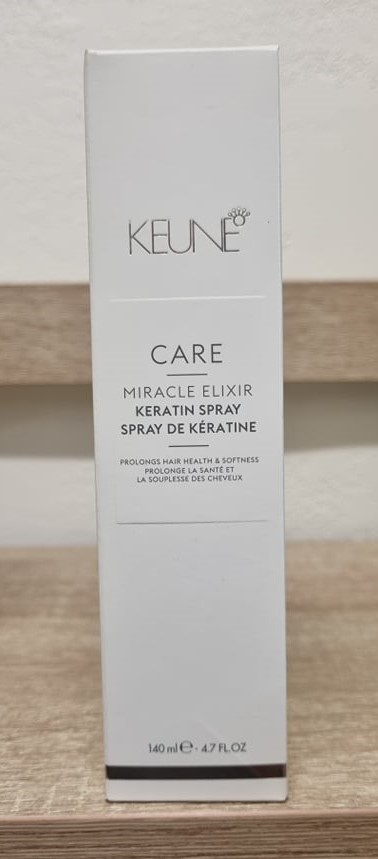 KEUNE
CARE
MIRACLE ELIXIR
KERATIN SPRAY
SPRAY DE KÉRATINE
PROLONGS HAIR HEALTH & SOFTNESS
PROLONGE LA SANTÉ ET
LA SOUPLESSE DES CHEVEUX
140 ml ℮ - 4.7 FL.OZ